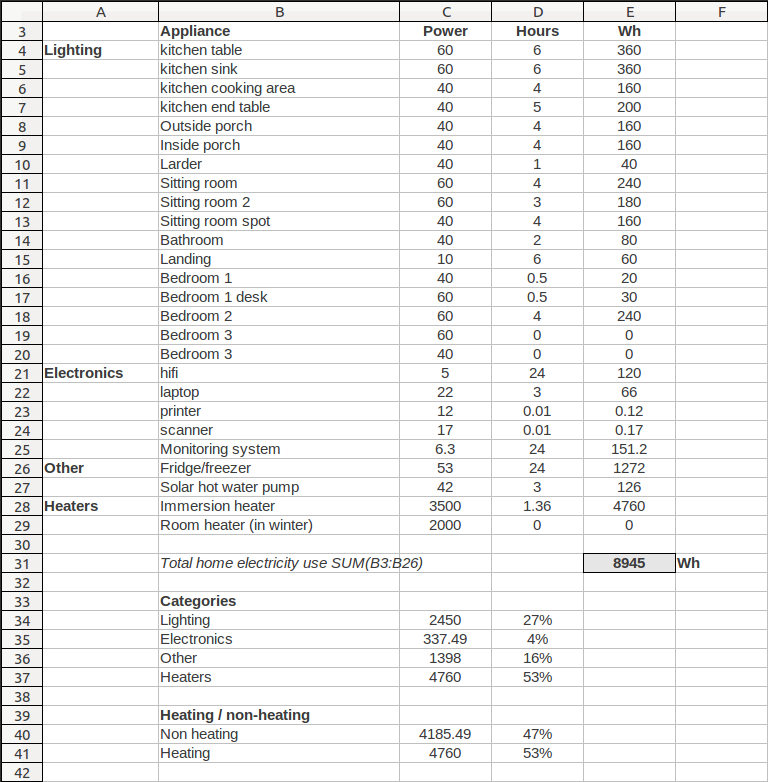 A B C D E F
3 Appliance Power Hours Wh
4 Lighting kitchen table 60 6 360
5 kitchen sink 60 6 360
6 kitchen cooking area 40 4 160
7 kitchen end table 40 5 200
8 Outside porch 40 4 160
9 Inside porch 40 4 160
10 Larder 40 1 40
11 Sitting room 60 4 240
12 Sitting room 2 60 3 180
13 Sitting room spot 40 4 160
14 Bathroom 40 2 80
15 Landing 10 6 60
16 Bedroom 1 40 0.5 20
17 Bedroom 1 desk 60 0.5 30
18 Bedroom 2 60 4 240
19 Bedroom 3 60 0 0
20 Bedroom 3 40 0 0
21 Electronics hifi 5 24 120
22 laptop 22 3 66
23 printer 12 0.01 0.12
24 scanner 17 0.01 0.17
25 Monitoring system 6.3 24 151.2
26 Other Fridge/freezer 53 24 1272
27 Solar hot water pump 42 3 126
28 Heaters Immersion heater 3500 1.36 4760
29 Room heater (in winter) 2000 0 0
30
31 Total home electricity use SUM(B3:B26) 8945 Wh
32
33 Categories
34 Lighting 2450 27%
35 Electronics 337.49 4%
36 Other 1398 16%
37 Heaters 4760 53%
38
39 Heating / non-heating
40 Non heating 4185.49 47%
41 Heating 4760 53%
42